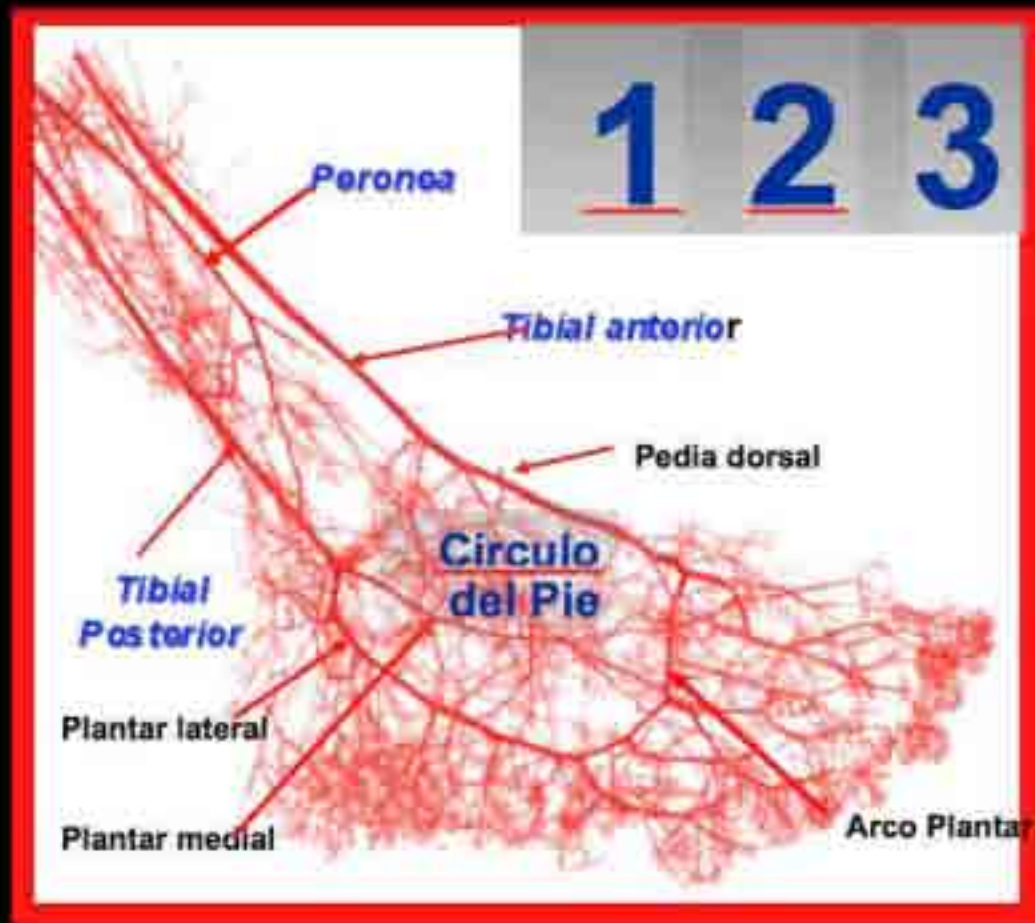 1 2 3
Peronea
Tibial anterior
Pedia dorsal
Circulo
del Pie
Tibial
Posterior
Plantar lateral
Plantar medial
Arco Plantar